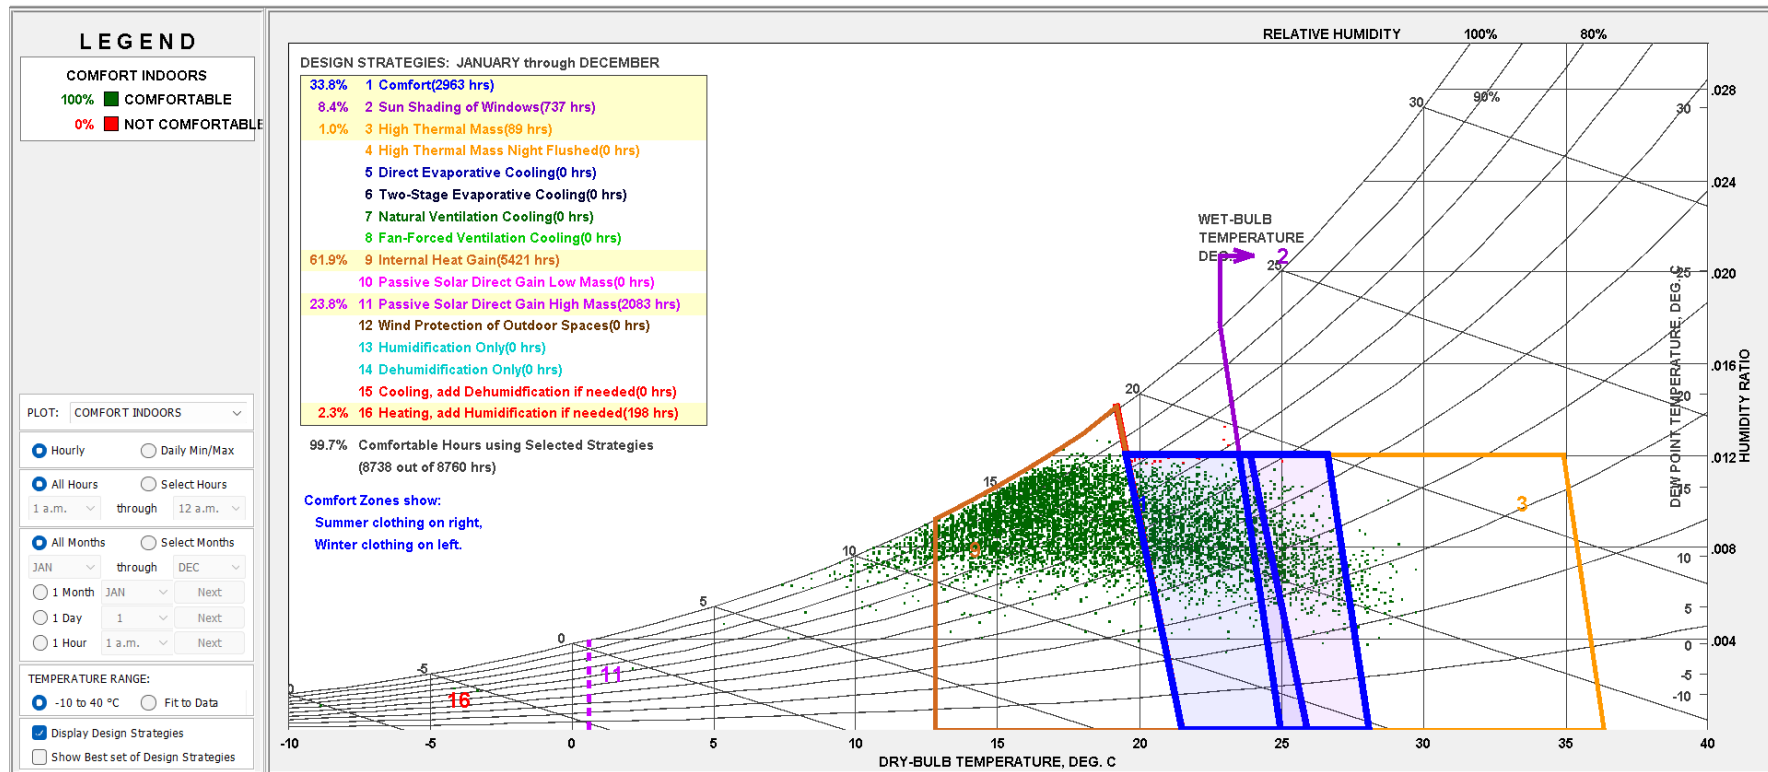 LEGEND
COMFORT INDOORS
100% COMFORTABLE
0% NOT COMFORTABLE
PLOT: COMFORT INDOORS
Hourly Daily Min/Max
All Hours Select Hours
1 a.m. through 12 a.m.
All Months Select Months
JAN through DEC
1 Month JAN Next
1 Day 1 Next
1 Hour 1 a.m. Next
TEMPERATURE RANGE:
-10 to 40 °C Fit to Data
Display Design Strategies
Show Best set of Design Strategies
RELATIVE HUMIDITY 100% 80%
90%
DESIGN STRATEGIES: JANUARY through DECEMBER
33.8% 1 Comfort(2963 hrs)
8.4% 2 Sun Shading of Windows(737 hrs)
1.0% 3 High Thermal Mass(89 hrs)
4 High Thermal Mass Night Flushed(0 hrs)
5 Direct Evaporative Cooling(0 hrs)
6 Two-Stage Evaporative Cooling(0 hrs)
7 Natural Ventilation Cooling(0 hrs)
8 Fan-Forced Ventilation Cooling(0 hrs)
61.9% 9 Internal Heat Gain(5421 hrs)
10 Passive Solar Direct Gain Low Mass(0 hrs)
23.8% 11 Passive Solar Direct Gain High Mass(2083 hrs)
12 Wind Protection of Outdoor Spaces(0 hrs)
13 Humidification Only(0 hrs)
14 Dehumidification Only(0 hrs)
15 Cooling, add Dehumidfication if needed(0 hrs)
2.3% 16 Heating, add Humidification if needed(198 hrs)
99.7% Comfortable Hours using Selected Strategies
(8738 out of 8760 hrs)
Comfort Zones show:
Summer clothing on right,
Winter clothing on left.
WET-BULB
TEMPERATURE
DEG. C
2
1
3
9
11
16
-5
0
5
10
15
20
25
30
30
25
20
15
10
5
0
-5
-10
DEW POINT TEMPERATURE, DEG. C
.028
.024
.020
.016
.012
.008
.004
HUMIDITY RATIO
-10 -5 0 5 10 15 20 25 30 35 40
DRY-BULB TEMPERATURE, DEG. C